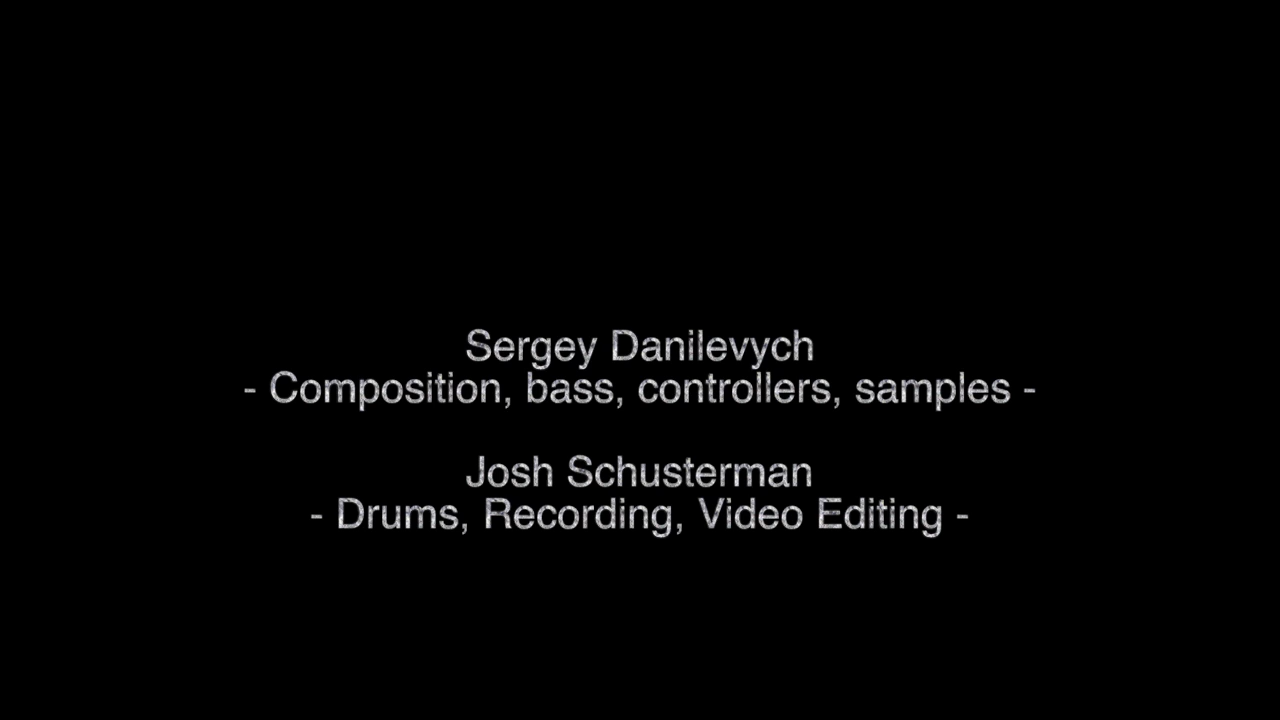 Sergey Danilevych
- Composition, bass, controllers, samples -
Josh Schusterman
- Drums, Recording, Video Editing -